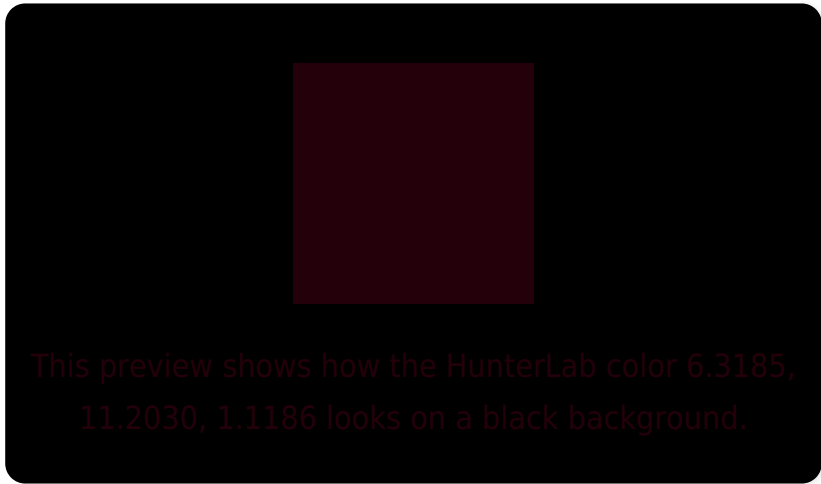 This preview shows how the HunterLab color 6.3185,
11.2030, 1.1186 looks on a black background.